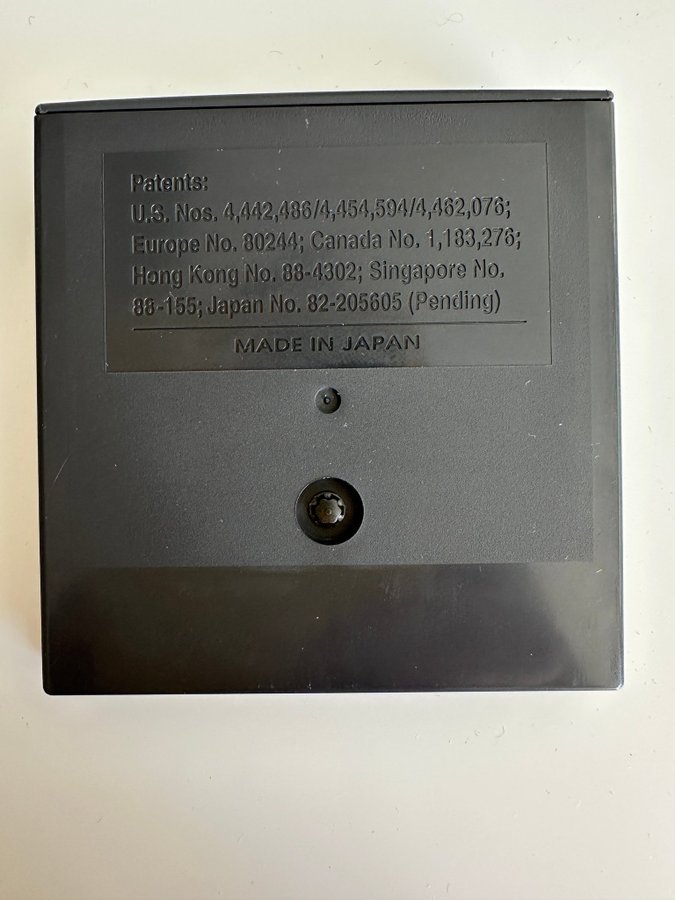 Patents:
U.S. Nos. 4,442,486/4,454,594/4,462,076;
Europe No. 80244; Canada No. 1,183,276;
Hong Kong No. 88-4302; Singapore No.
88-155; Japan No. 82-205605 (Pending)
MADE IN JAPAN